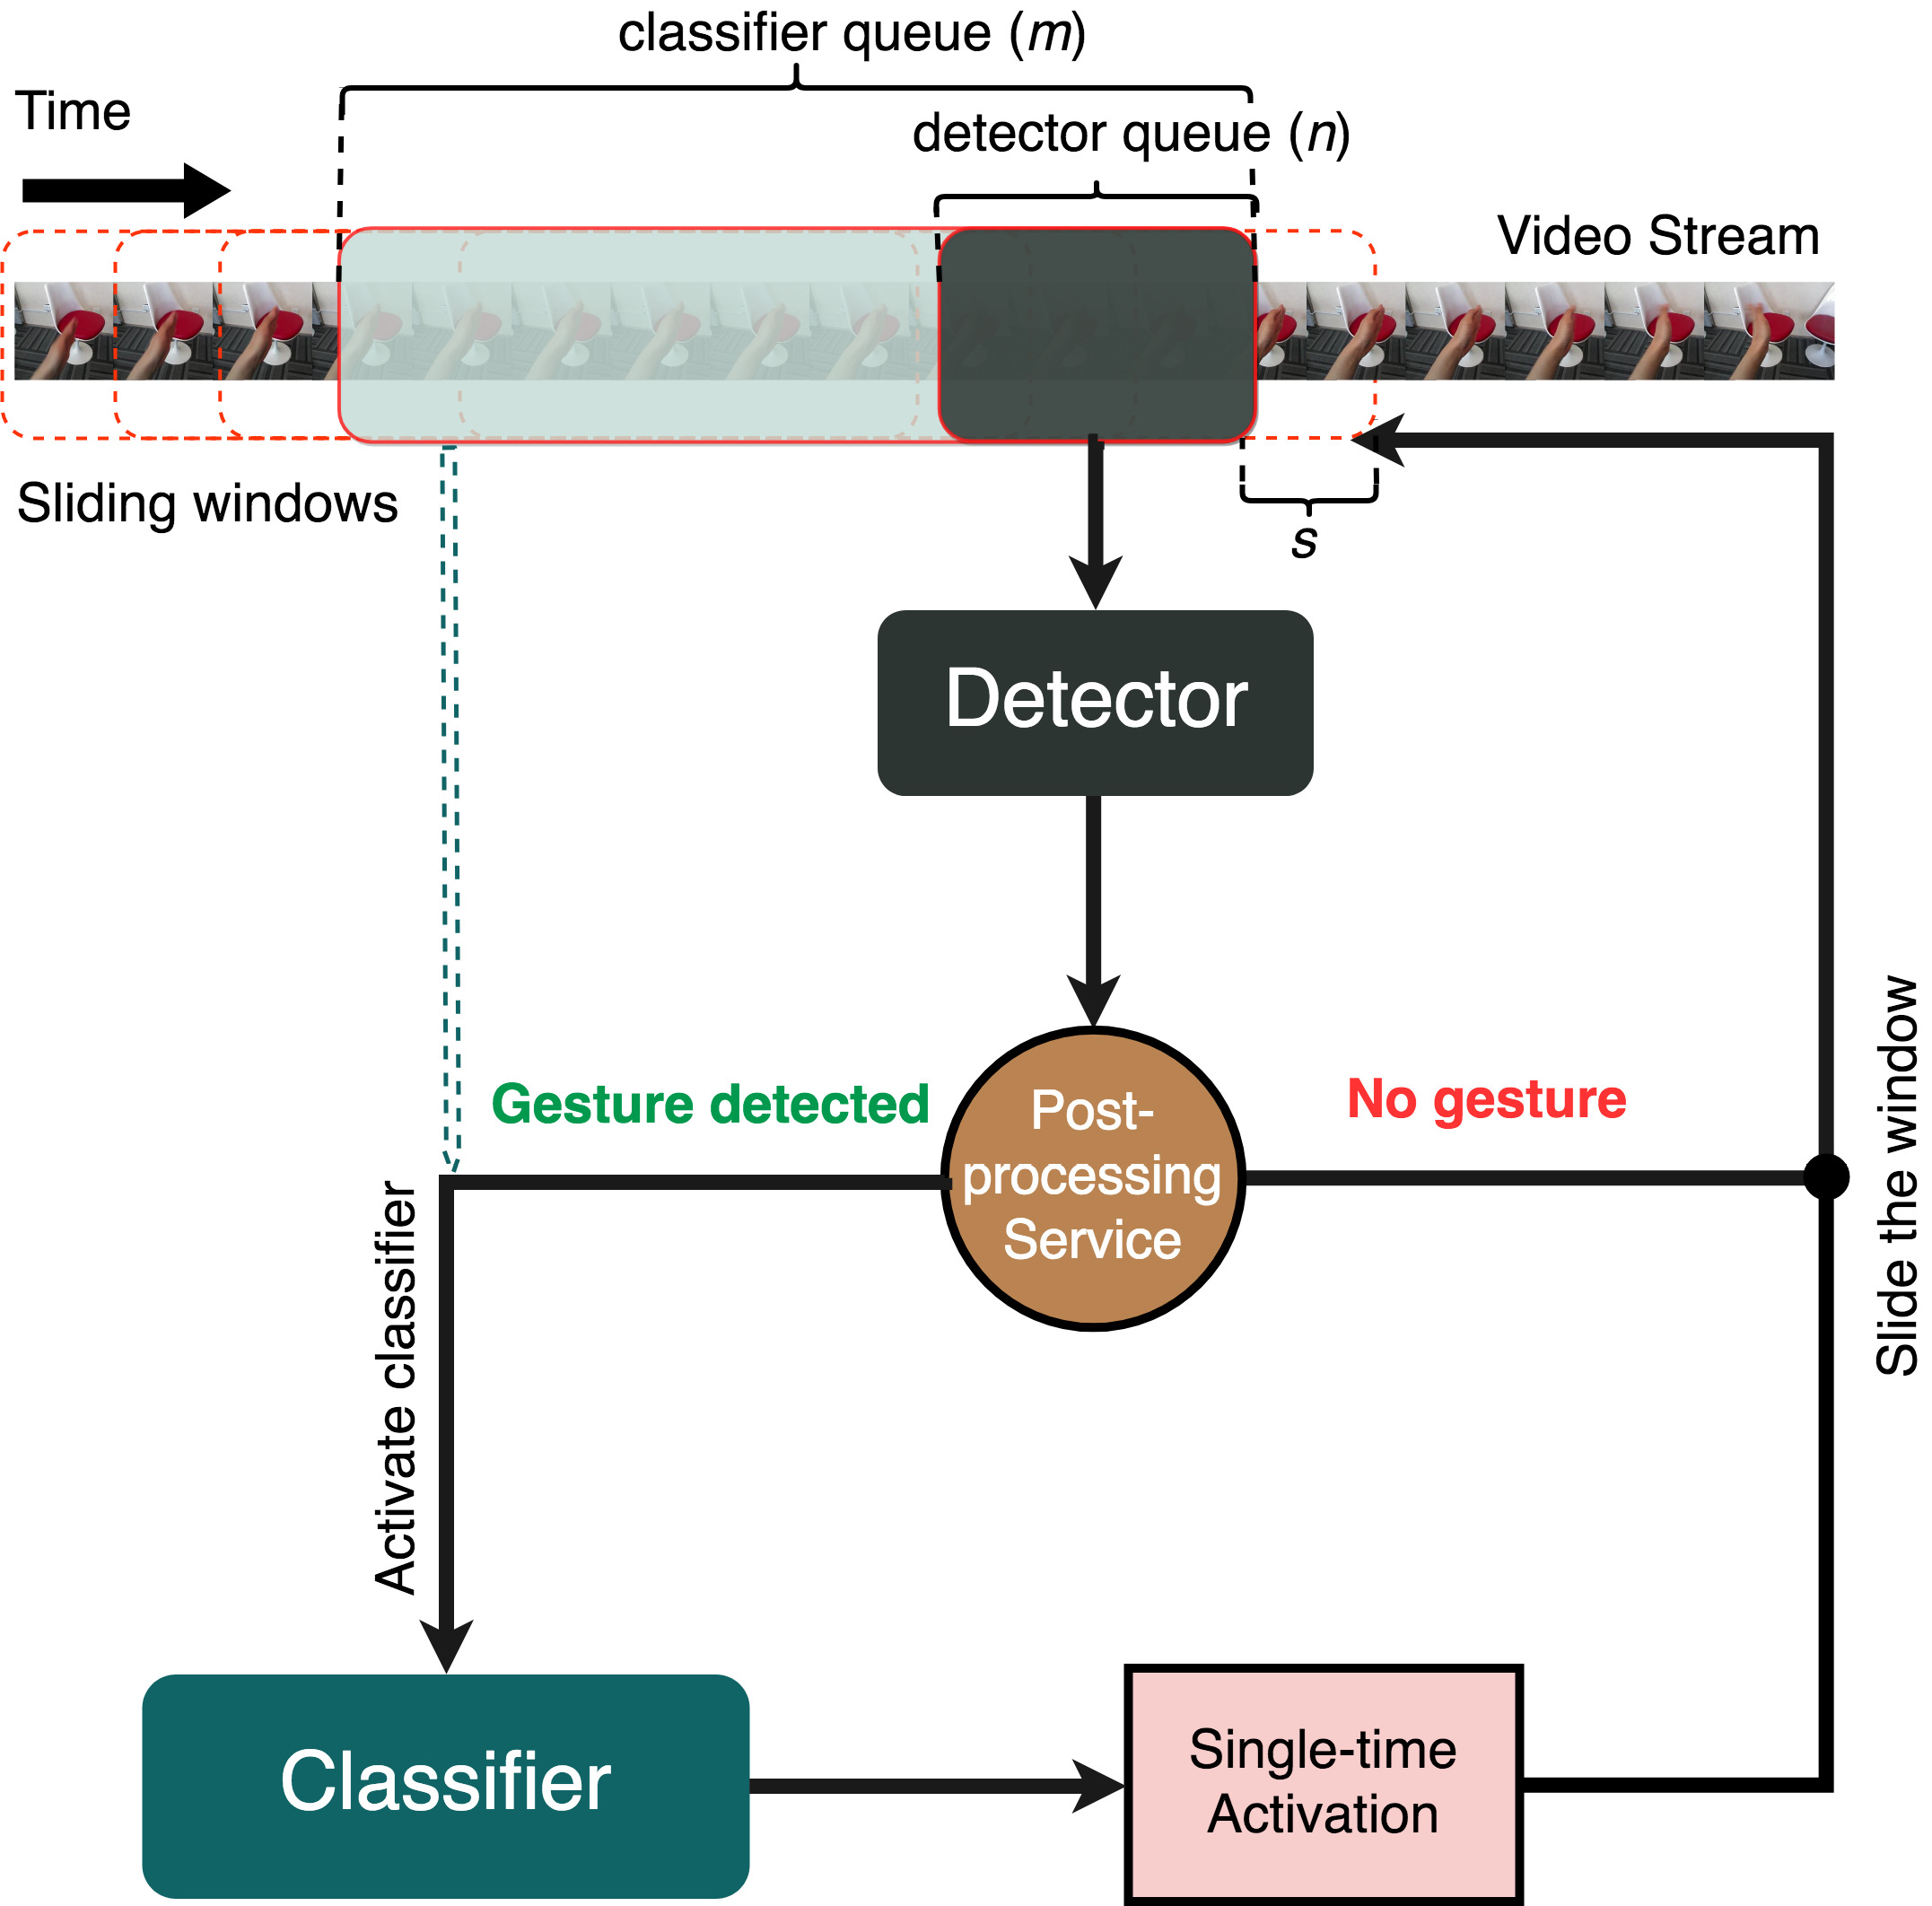 classifier queue (m)
Time
detector queue (n)
Video Stream
Sliding windows
s
Detector
Gesture detected
Post-
processing
Service
No gesture
Slide the window
Activate classifier
Classifier
Single-time
Activation